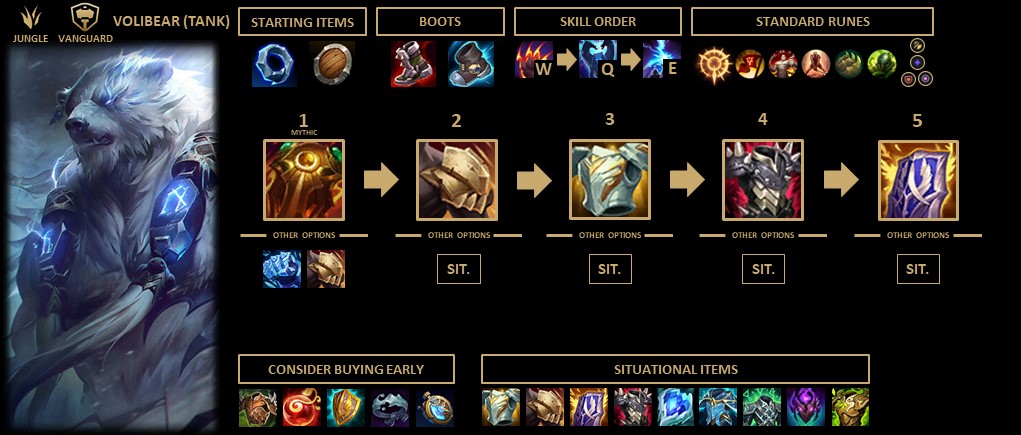 JUNGLE
VANGUARD
VOLIBEAR (TANK)
STARTING ITEMS
BOOTS
SKILL ORDER
STANDARD RUNES
W
Q
E
1
MYTHIC
2
3
4
5
OTHER OPTIONS
OTHER OPTIONS
OTHER OPTIONS
OTHER OPTIONS
OTHER OPTIONS
SIT.
SIT.
SIT.
SIT.
CONSIDER BUYING EARLY
SITUATIONAL ITEMS